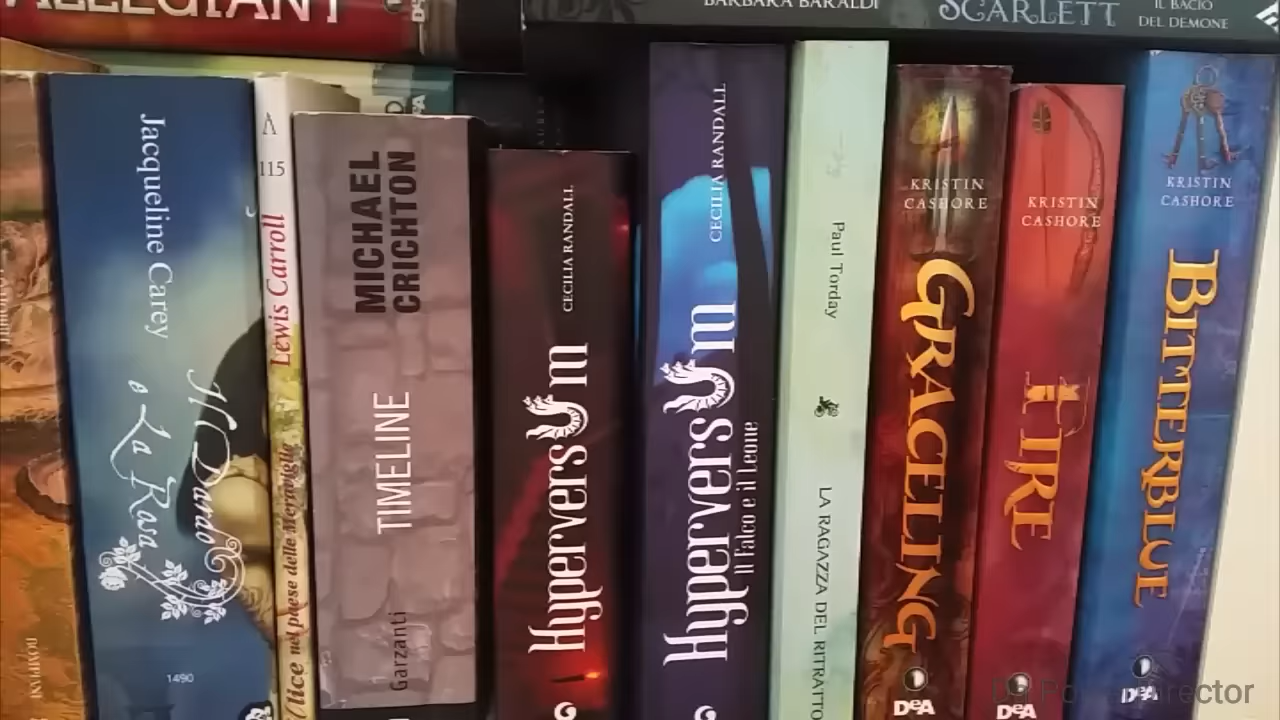 ALLEGIANT
DeA
BARBARA BARALDI
SCARLETT
IL BACIO
DEL DEMONE
Jacqueline Carey
Il Dardo
e La Rosa
1490
115
Lewis Carroll
Alice nel paese delle Meraviglie
DeA
MICHAEL
CRICHTON
TIMELINE
Garzanti
CECILIA RANDALL
Hyperversum
CECILIA RANDALL
Hyperversum
Il Falco e il Leone
Paul Torday
LA RAGAZZA DEL RITRATTO
KRISTIN
CASHORE
GRACELING
DeA
KRISTIN
CASHORE
FIRE
DeA
KRISTIN
CASHORE
BITTERBLUE
DeA